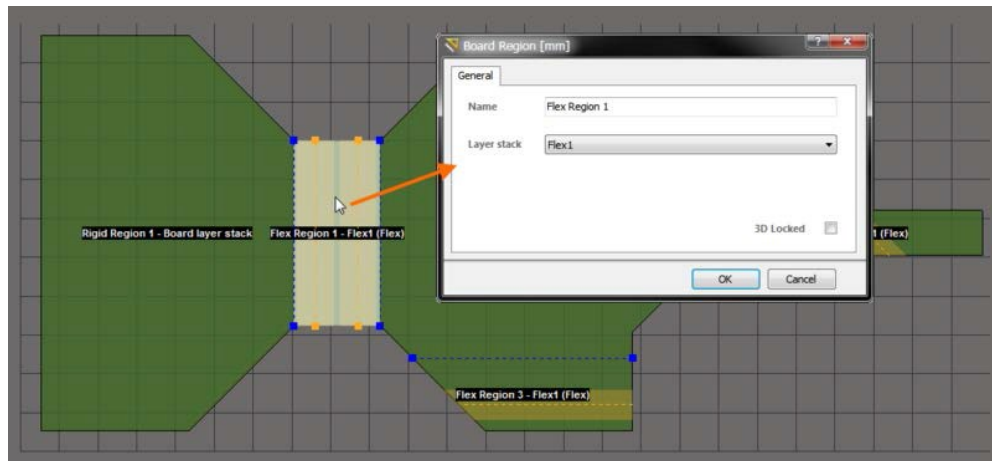 Board Region [mm]
General
Name
Flex Region 1
Layer stack
Flex1
3D Locked
OK
Cancel
Rigid Region 1 - Board layer stack
Flex Region 1 - Flex1 (Flex)
1 (Flex)
Flex Region 3 - Flex1 (Flex)